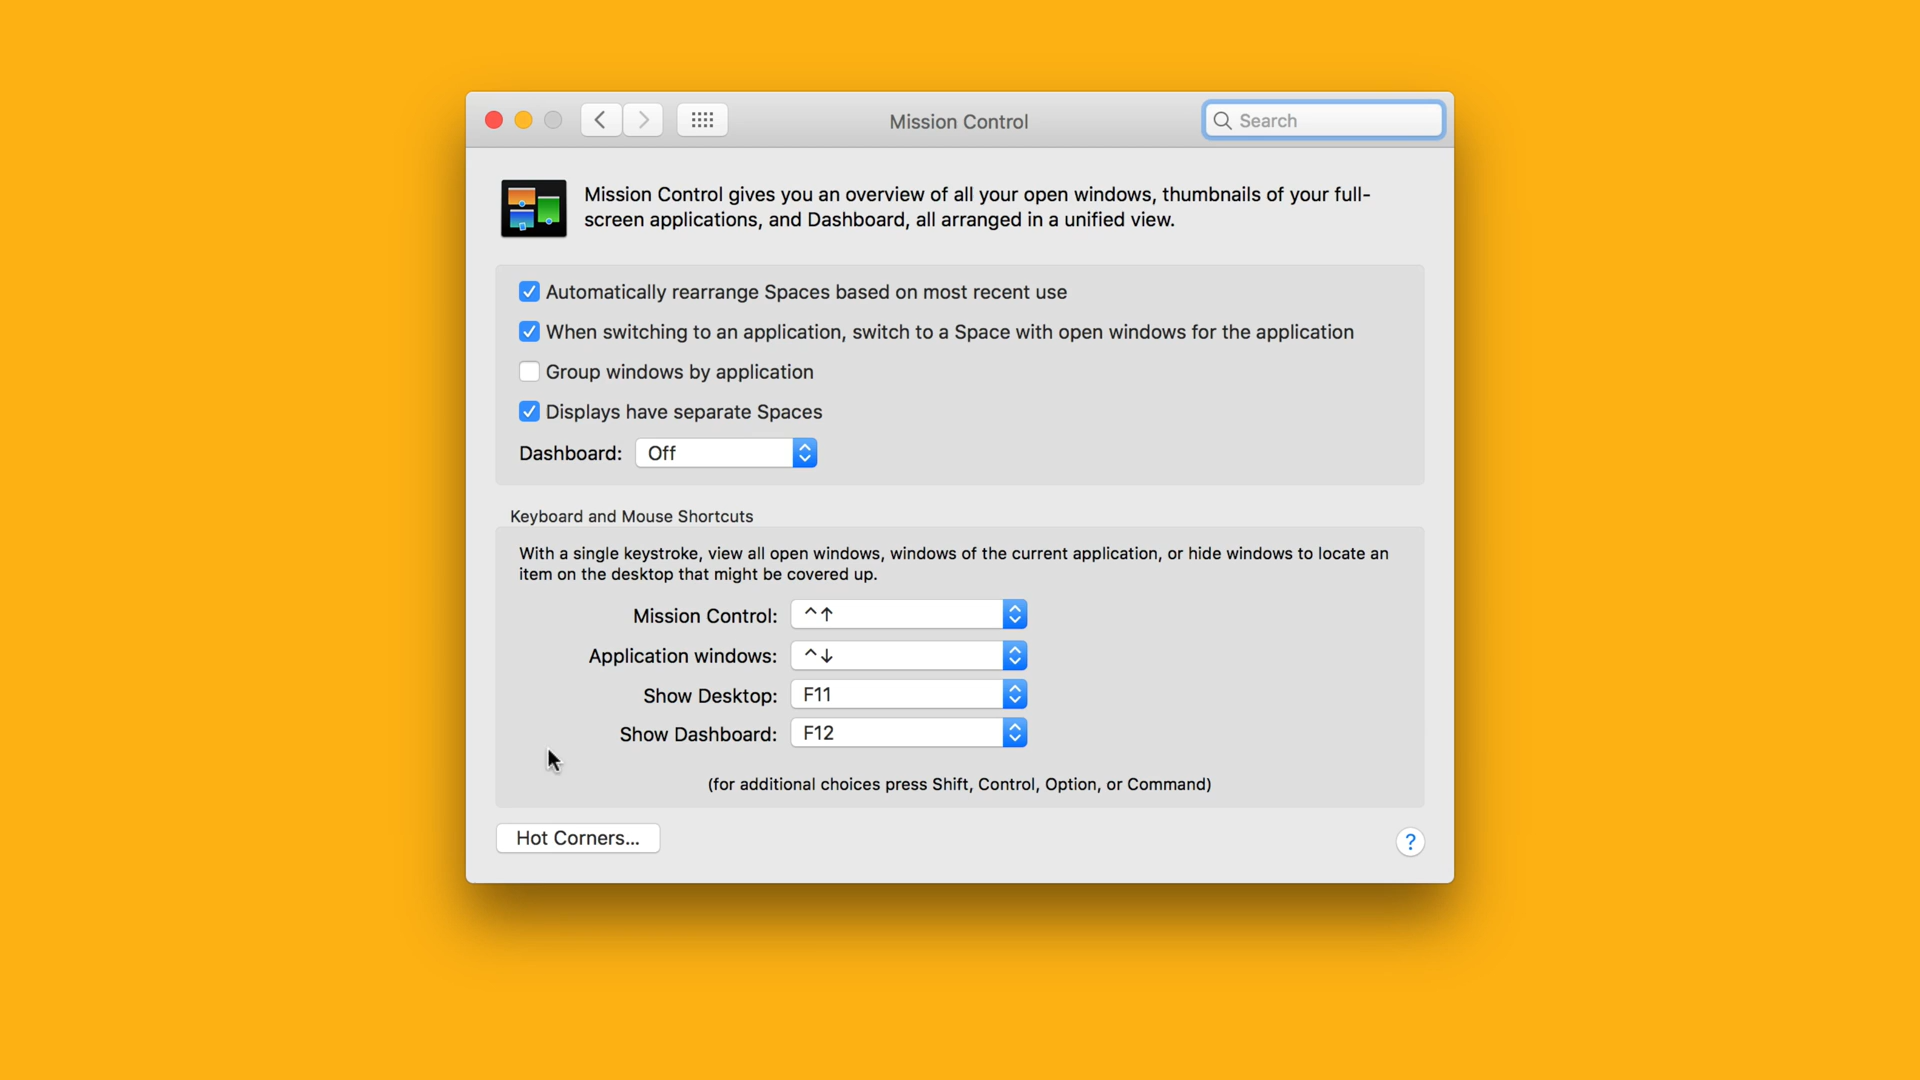 Mission Control
Search
Mission Control gives you an overview of all your open windows, thumbnails of your full-
screen applications, and Dashboard, all arranged in a unified view.
Automatically rearrange Spaces based on most recent use
When switching to an application, switch to a Space with open windows for the application
Group windows by application
Displays have separate Spaces
Dashboard: Off
Keyboard and Mouse Shortcuts
With a single keystroke, view all open windows, windows of the current application, or hide windows to locate an
item on the desktop that might be covered up.
Mission Control: ^↑
Application windows: ^↓
Show Desktop: F11
Show Dashboard: F12
(for additional choices press Shift, Control, Option, or Command)
Hot Corners...
?